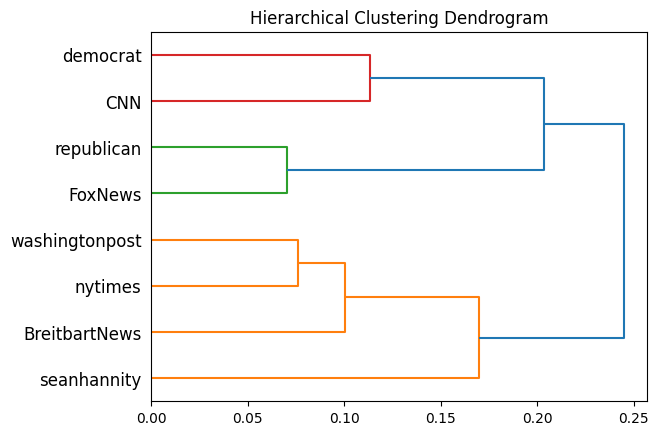 Hierarchical Clustering Dendrogram
democrat
CNN
republican
FoxNews
washingtonpost
nytimes
BreitbartNews
seanhannity
0.00 0.05 0.10 0.15 0.20 0.25